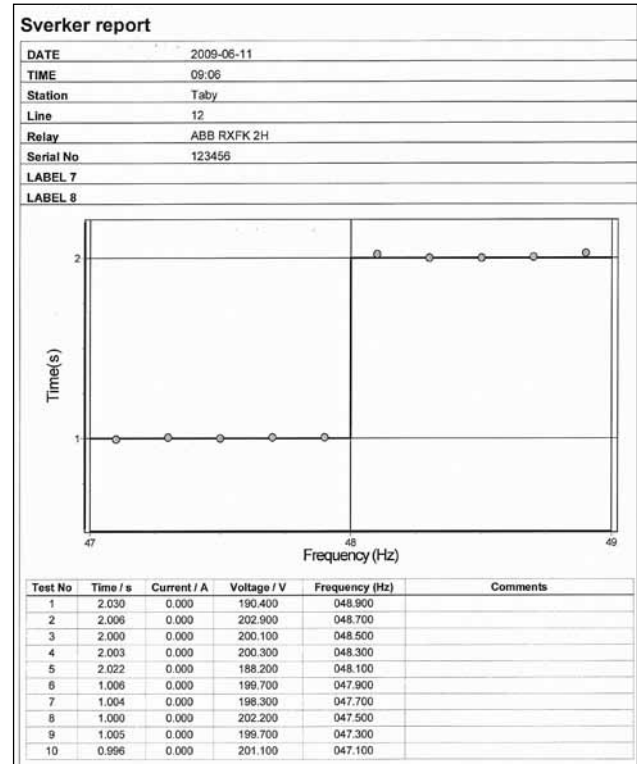 Sverker report
DATE 2009-06-11
TIME 09:06
Station Taby
Line 12
Relay ABB RXFK 2H
Serial No 123456
LABEL 7
LABEL 8
2
Time(s)
1
47 48 49
Frequency (Hz)
Test No Time / s Current / A Voltage / V Frequency (Hz) Comments
1 2.030 0.000 190.400 048.900
2 2.006 0.000 202.900 048.700
3 2.000 0.000 200.100 048.500
4 2.003 0.000 200.300 048.300
5 2.022 0.000 188.200 048.100
6 1.006 0.000 199.700 047.900
7 1.004 0.000 198.300 047.700
8 1.000 0.000 202.200 047.500
9 1.005 0.000 199.700 047.300
10 0.996 0.000 201.100 047.100